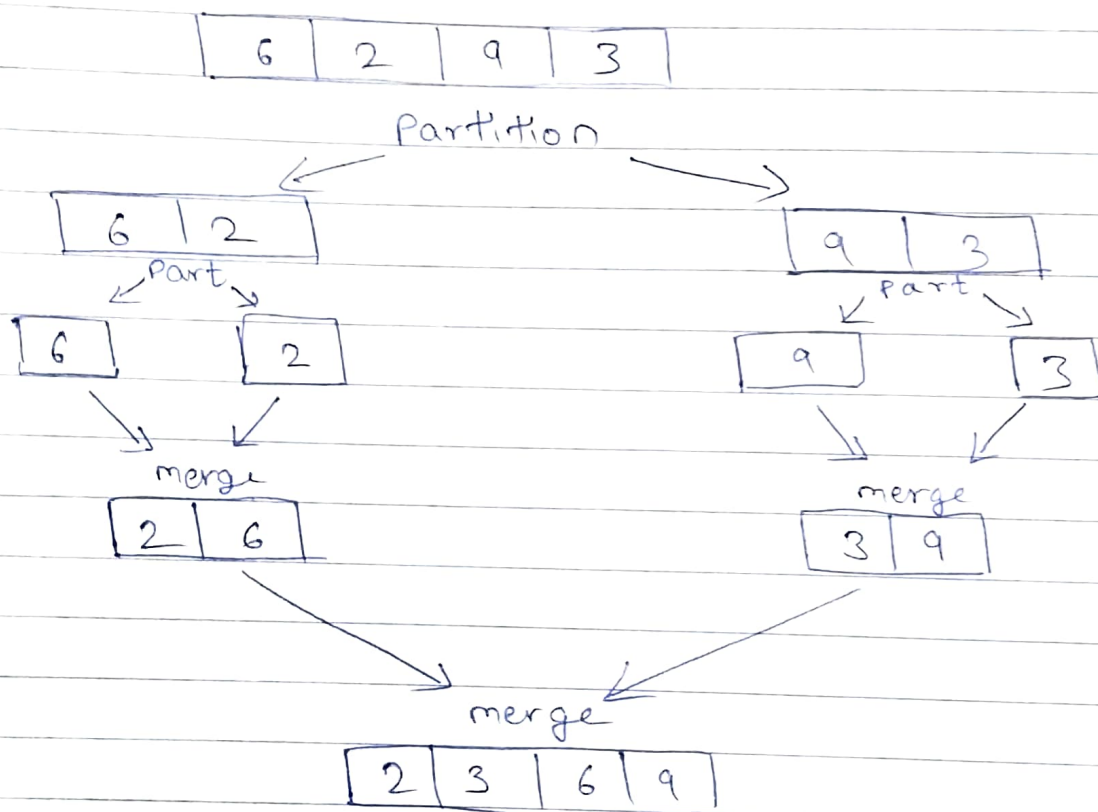 6 2 9 3
Partition
6 2 9 3
Part Part
6 2 9 3
merge merge
2 6 3 9
merge
2 3 6 9